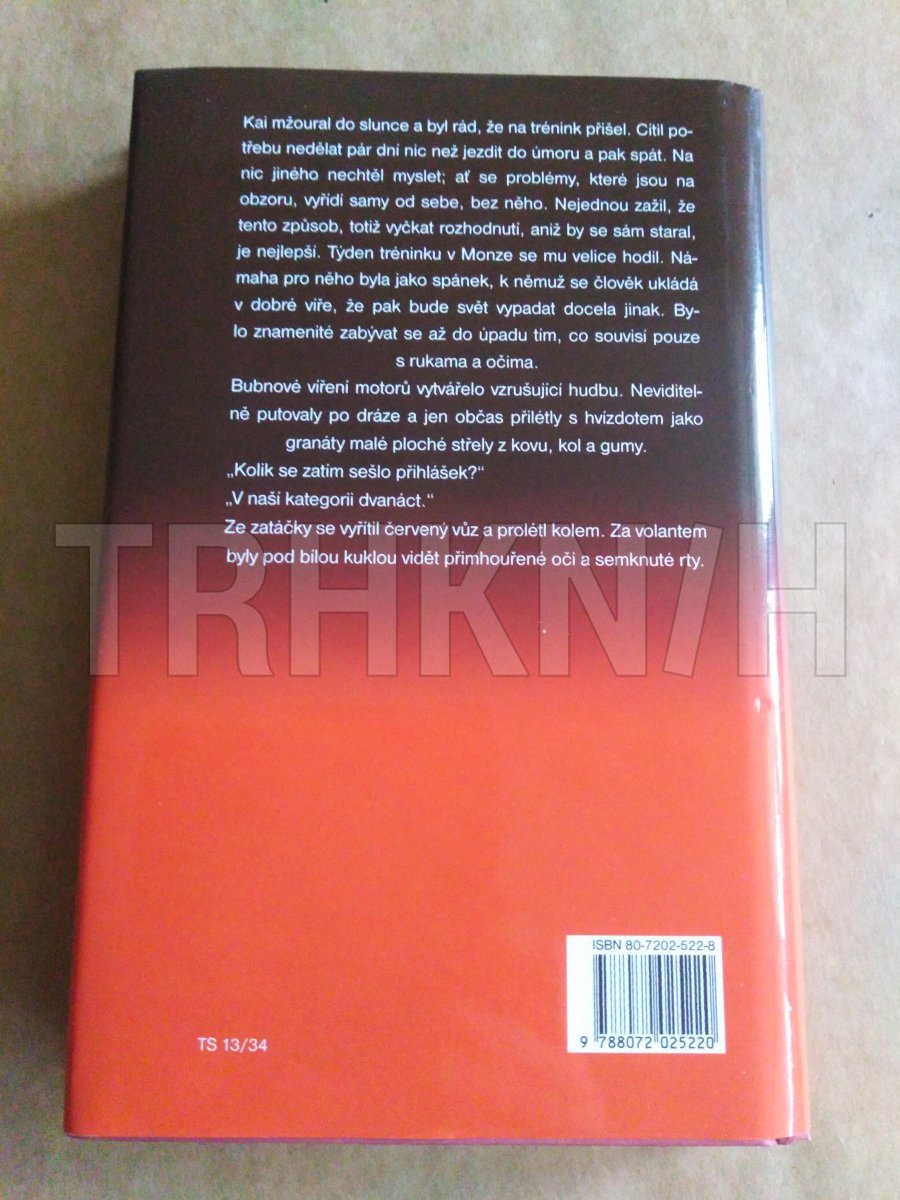 Kai mžoural do slunce a byl rád, že na trénink přišel. Cítil po-
třebu nedělat pár dní nic než jezdit do úmoru a pak spát. Na
nic jiného nechtěl myslet; ať se problémy, které jsou na
obzoru, vyřídí samy od sebe, bez něho. Nejednou zažil, že
tento způsob, totiž vyčkat rozhodnutí, aniž by se sám staral,
je nejlepší. Týden tréninku v Monze se mu velice hodil. Ná-
maha pro něho byla jako spánek, k němuž se člověk ukládá
v dobré víře, že pak bude svět vypadat docela jinak. By-
lo znamenité zabývat se až do úpadu tím, co souvisí pouze
s rukama a očima.
Bubnové víření motorů vytvářelo vzrušující hudbu. Neviditel-
ně putovaly po dráze a jen občas přilétly s hvizdotem jako
granáty malé ploché střely z kovu, kol a gumy.
„Kolik se zatím sešlo přihlášek?“
„V naší kategorii dvanáct.“
Ze zatáčky se vyřítil červený vůz a prolétl kolem. Za volantem
byly pod bílou kuklou vidět přimhouřené oči a semknuté rty.
TRHKNIH
ISBN 80-7202-522-8
9 788072 025220
TS 13/34